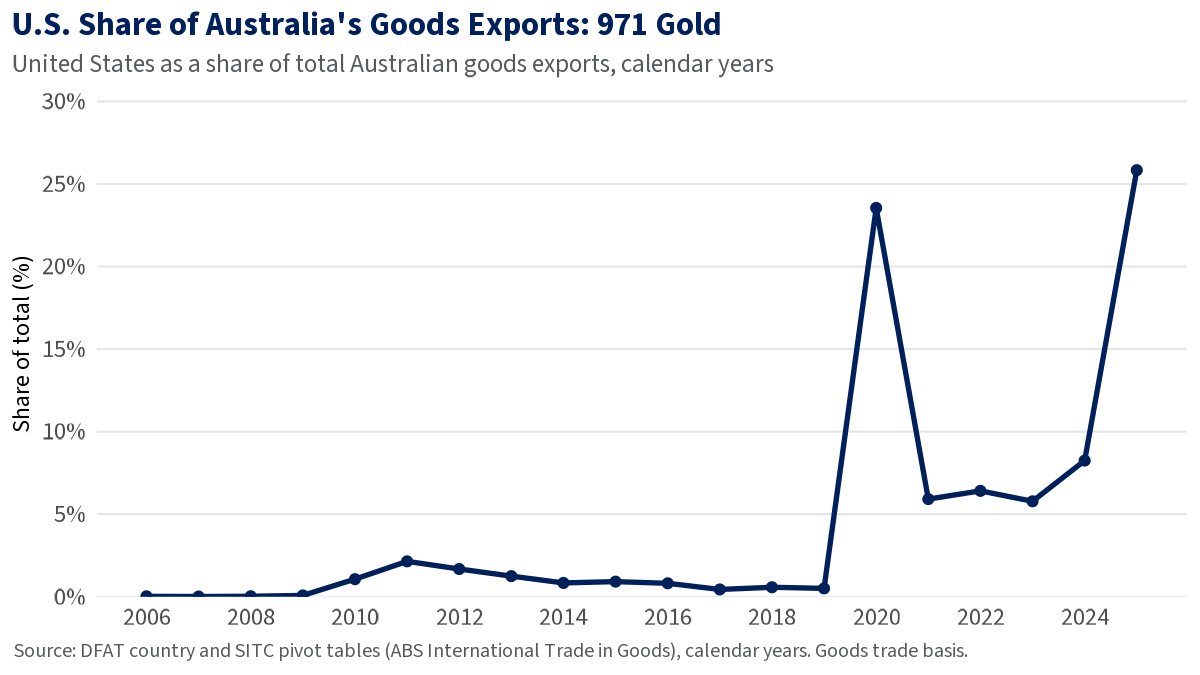 U.S. Share of Australia's Goods Exports: 971 Gold
United States as a share of total Australian goods exports, calendar years
30%
25%
20%
15%
10%
5%
0%
Share of total (%)
2006 2008 2010 2012 2014 2016 2018 2020 2022 2024
Source: DFAT country and SITC pivot tables (ABS International Trade in Goods), calendar years. Goods trade basis.